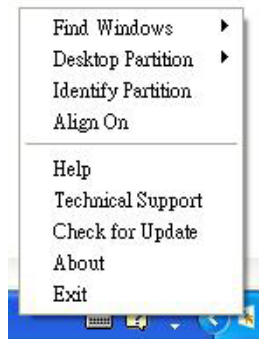 Find Windows
Desktop Partition
Identify Partition
Align On
Help
Technical Support
Check for Update
About
Exit